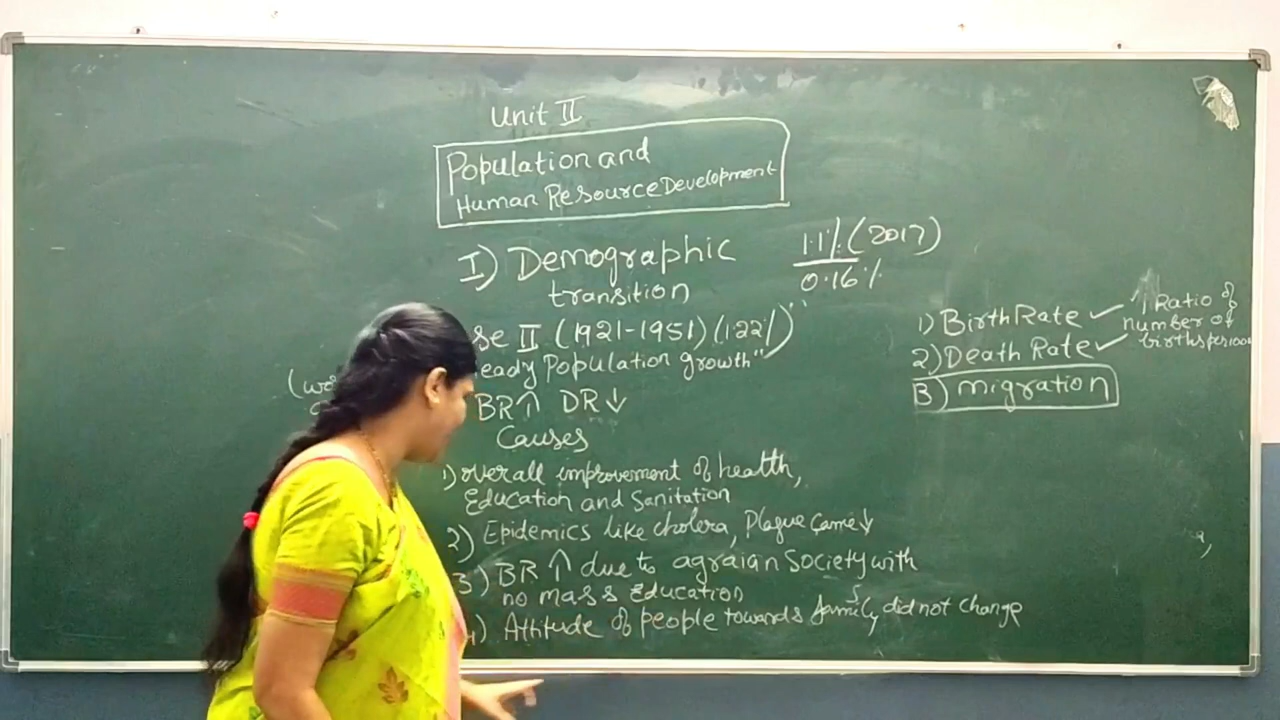 Unit II
Population and
Human Resource Development
I) Demographic
transition
1.1% (2017)
0.16%
se II (1921-1951) (1.22%)
eady Population growth"
BR↑ DR↓
Causes
1) overall improvement of health,
Education and Sanitation
2) Epidemics like cholera, Plague Came↓
3) BR ↑ due to agraian Society with
no mass Education
4) Attitude of people towards family did not change
1) Birth Rate
2) Death Rate
3) migration
Ratio of
number of
births per 1000